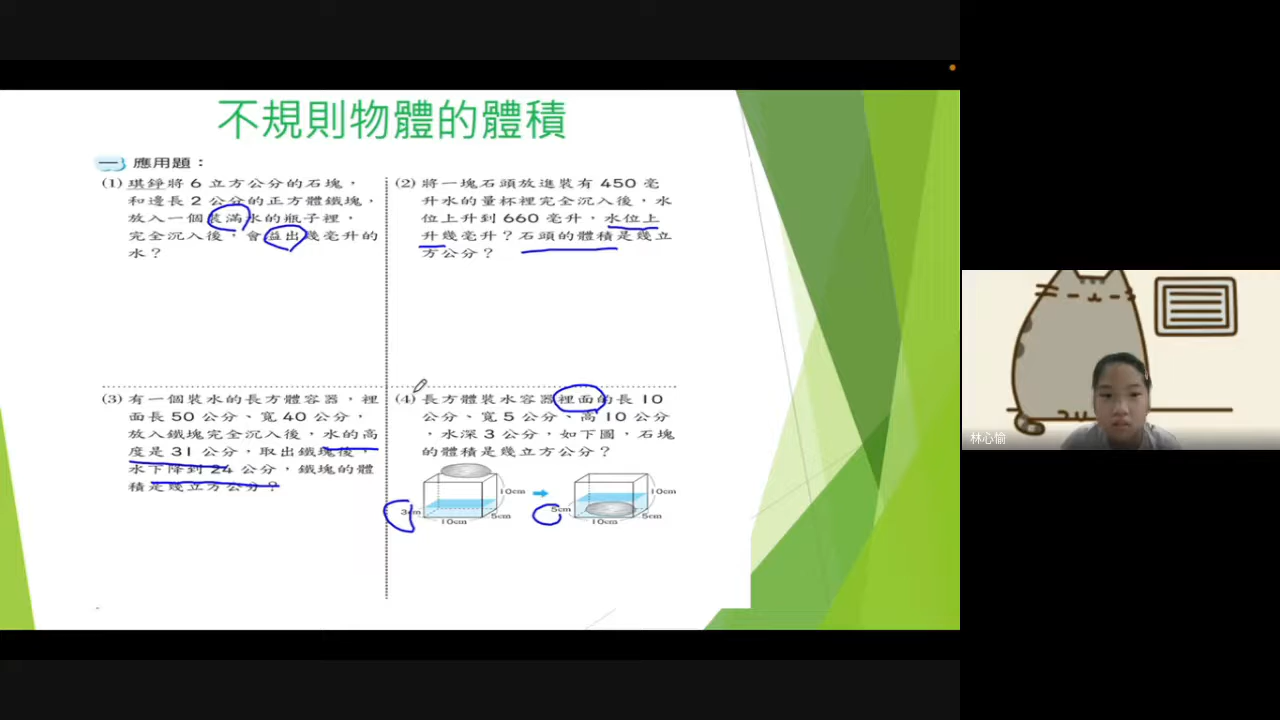 不規則物體的體積
一 應用題：
(1) 琪錚將 6 立方公分的石塊，
和邊長 2 公分的正方體鐵塊，
放入一個裝滿水的瓶子裡，
完全沉入後，會溢出幾毫升的
水？
(2) 將一塊石頭放進裝有 450 毫
升水的量杯裡完全沉入後，水
位上升到 660 毫升，水位上
升幾毫升？石頭的體積是幾立
方公分？
(3) 有一個裝水的長方體容器，裡
面長 50 公分、寬 40 公分，
放入鐵塊完全沉入後，水的高
度是 31 公分，取出鐵塊後，
水下降到 24 公分，鐵塊的體
積是幾立方公分？
(4) 長方體裝水容器裡面的長 10
公分、寬 5 公分、高 10 公分
，水深 3 公分，如下圖，石塊
的體積是幾立方公分？
10cm
3cm
5cm
10cm
10cm
5cm
5cm
10cm
林心愉